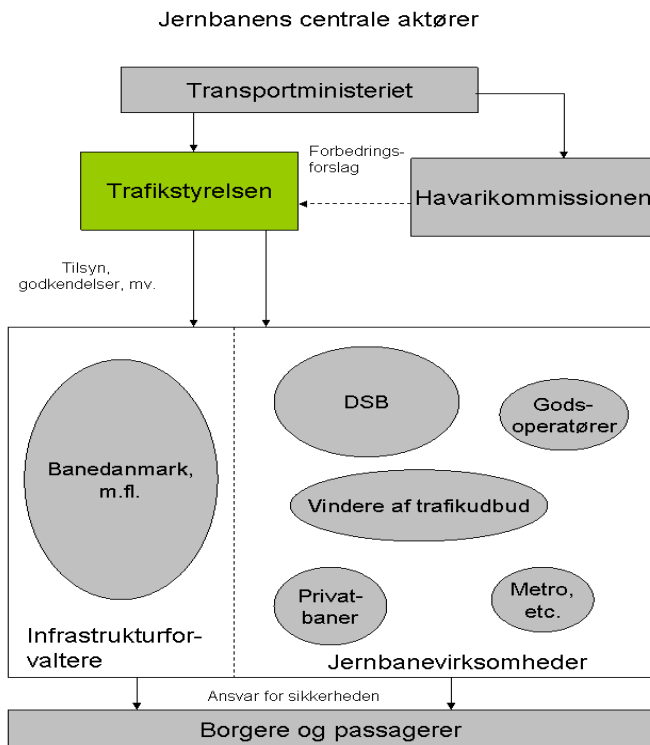 Jernbanens centrale aktører
Transportministeriet
Forbedrings-
forslag
Trafikstyrelsen
Havarikommissionen
Tilsyn,
godkendelser, mv.
DSB
Gods-
operatører
Banedanmark,
m.fl.
Vindere af trafikudbud
Privat-
baner
Metro,
etc.
Infrastrukturfor-
valtere
Jernbanevirksomheder
Ansvar for sikkerheden
Borgere og passagerer